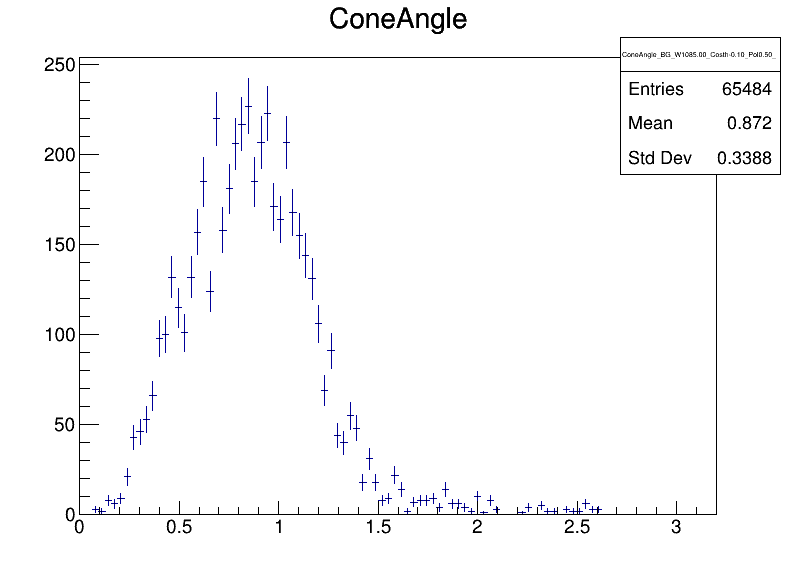 ConeAngle
ConeAngle_BG_W1085.00_Costh-0.10_Pol0.50_
Entries 65484
Mean 0.872
Std Dev 0.3388
250
200
150
100
50
0
0 0.5 1 1.5 2 2.5 3